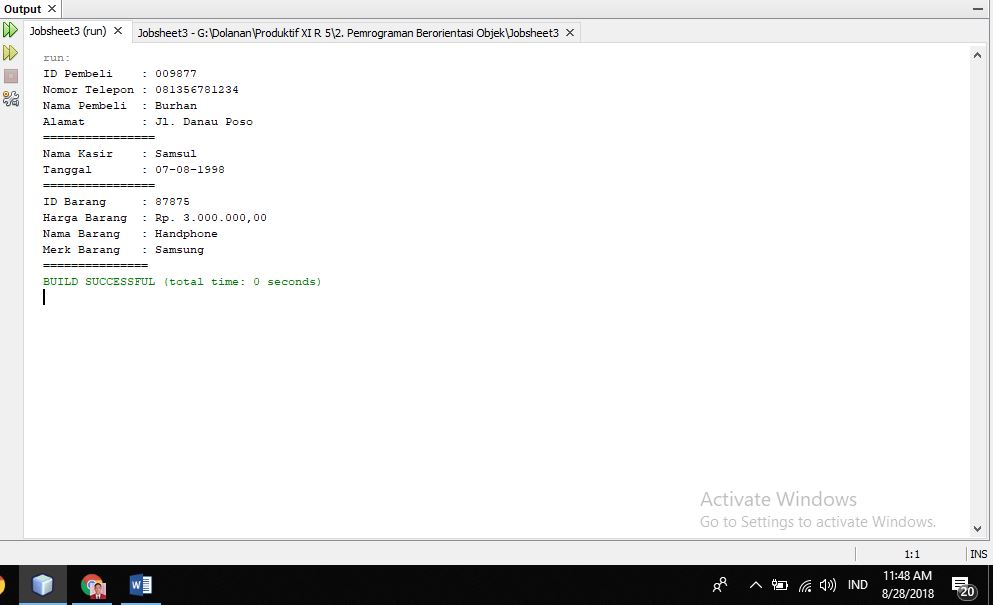 Output
Jobsheet3 (run)
Jobsheet3 - G:\Dolanan\Produktif XI R 5\2. Pemrograman Berorientasi Objek\Jobsheet3
run:
ID Pembeli    : 009877
Nomor Telepon : 081356781234
Nama Pembeli  : Burhan
Alamat        : Jl. Danau Poso
================
Nama Kasir    : Samsul
Tanggal       : 07-08-1998
================
ID Barang     : 87875
Harga Barang  : Rp. 3.000.000,00
Nama Barang   : Handphone
Merk Barang   : Samsung
===============
BUILD SUCCESSFUL (total time: 0 seconds)
Activate Windows
Go to Settings to activate Windows.
1:1
INS
IND
11:48 AM
8/28/2018
20